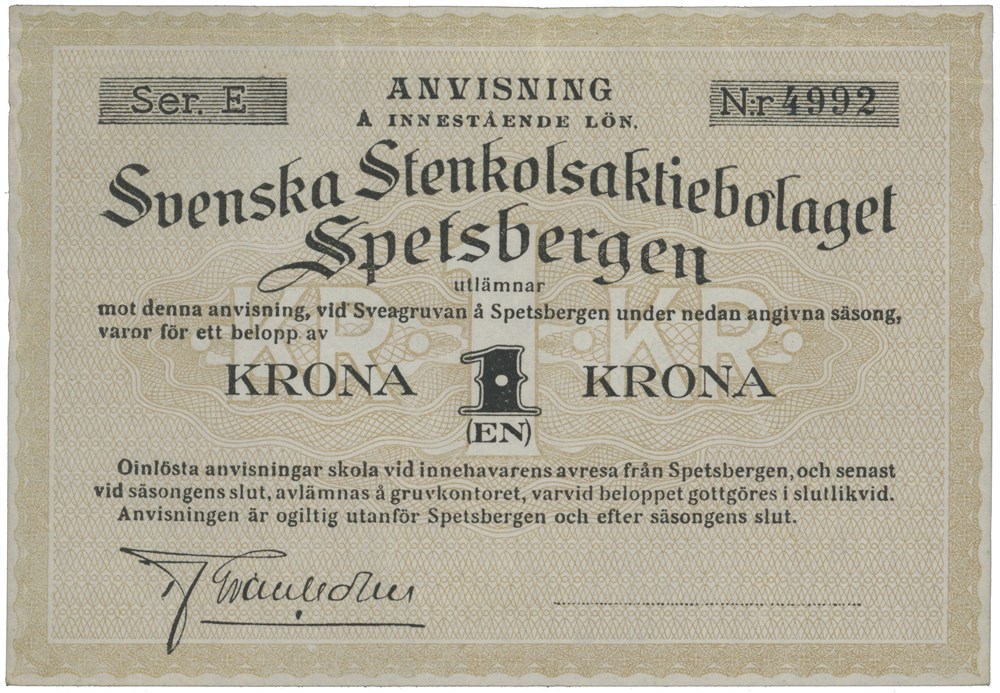 Ser. E
ANVISNING
N:r 4992
Å INNESTÅENDE LÖN.
Svenska Stenkolsaktiebolaget
Spetsbergen
utlämnar
mot denna anvisning, vid Sveagruvan å Spetsbergen under nedan angivna säsong,
varor för ett belopp av
KR 1 KR
KRONA 1 KRONA
(EN)
Oinlösta anvisningar skola vid innehavarens avresa från Spetsbergen, och senast
vid säsongens slut, avlämnas å gruvkontoret, varvid beloppet gottgöres i slutlikvid.
Anvisningen är ogiltig utanför Spetsbergen och efter säsongens slut.